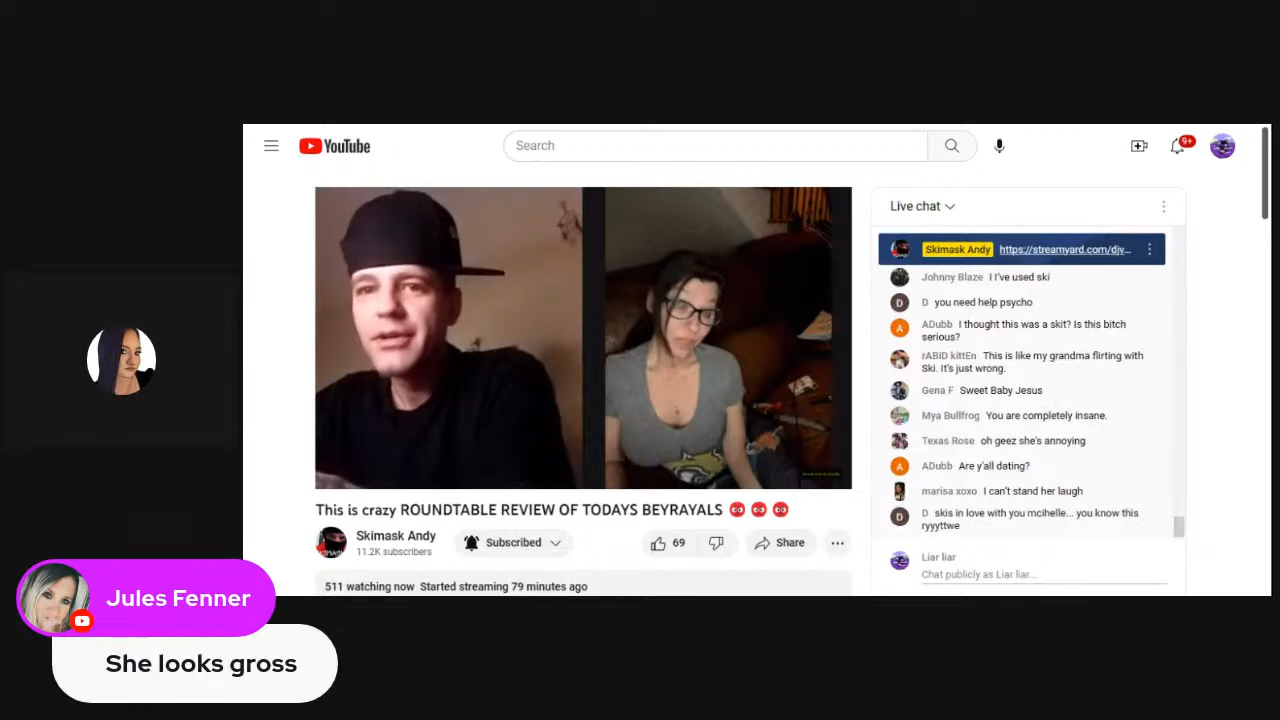 YouTube
Search
9+
Live chat
Skimask Andy https://streamyard.com/djv...
Johnny Blaze I I've used ski
D you need help psycho
ADubb I thought this was a skit? Is this bitch
serious?
rABiD kittEn This is like my grandma flirting with
Ski. It's just wrong.
Gena F Sweet Baby Jesus
Mya Bullfrog You are completely insane.
Texas Rose oh geez she's annoying
ADubb Are y'all dating?
marisa xoxo I can't stand her laugh
D skis in love with you mcihelle... you know this
ryyyttwe
Liar liar
Chat publicly as Liar liar...
This is crazy ROUNDTABLE REVIEW OF TODAYS BEYRAYALS
Skimask Andy
11.2K subscribers
Subscribed
69
Share
511 watching now Started streaming 79 minutes ago
Jules Fenner
She looks gross